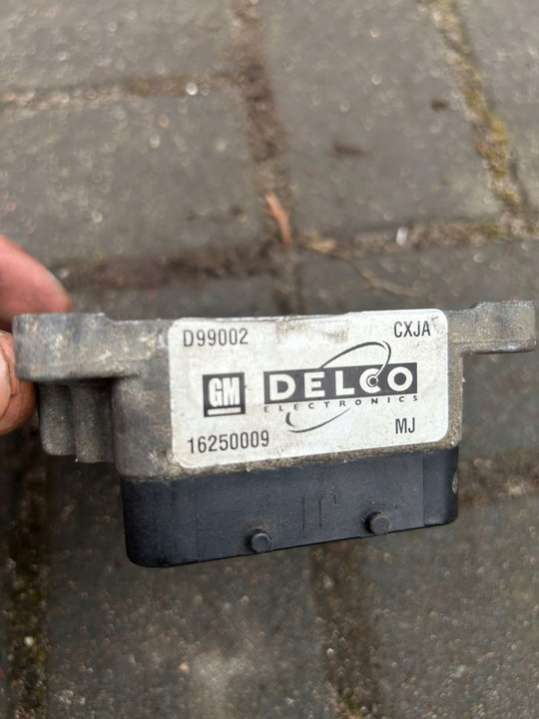 D99002 CXJA
GM DELCO
ELECTRONICS
16250009 MJ